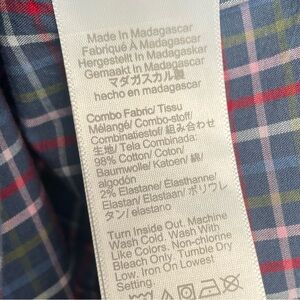 Made In Madagascar
Fabriqué À Madagascar
Hergestellt In Madagaskar
Gemaakt In Madagaskar
マダガスカル製
hecho en madagascar
Combo Fabric/ Tissu
Mélangé/ Combo-stoff/
Combinatiestof/ 組み合わせ
生地/ Tela Combinada:
98% Cotton/ Coton/
Baumwolle/ Katoen/ 綿/
algodón
2% Elastane/ Élasthanne/
Elastan/ Elastaan/ ポリウレ
タン/ elastano
Turn Inside Out. Machine
Wash Cold. Wash With
Like Colors. Non-chlorine
Bleach Only. Tumble Dry
Low. Iron On Lowest
Setting.